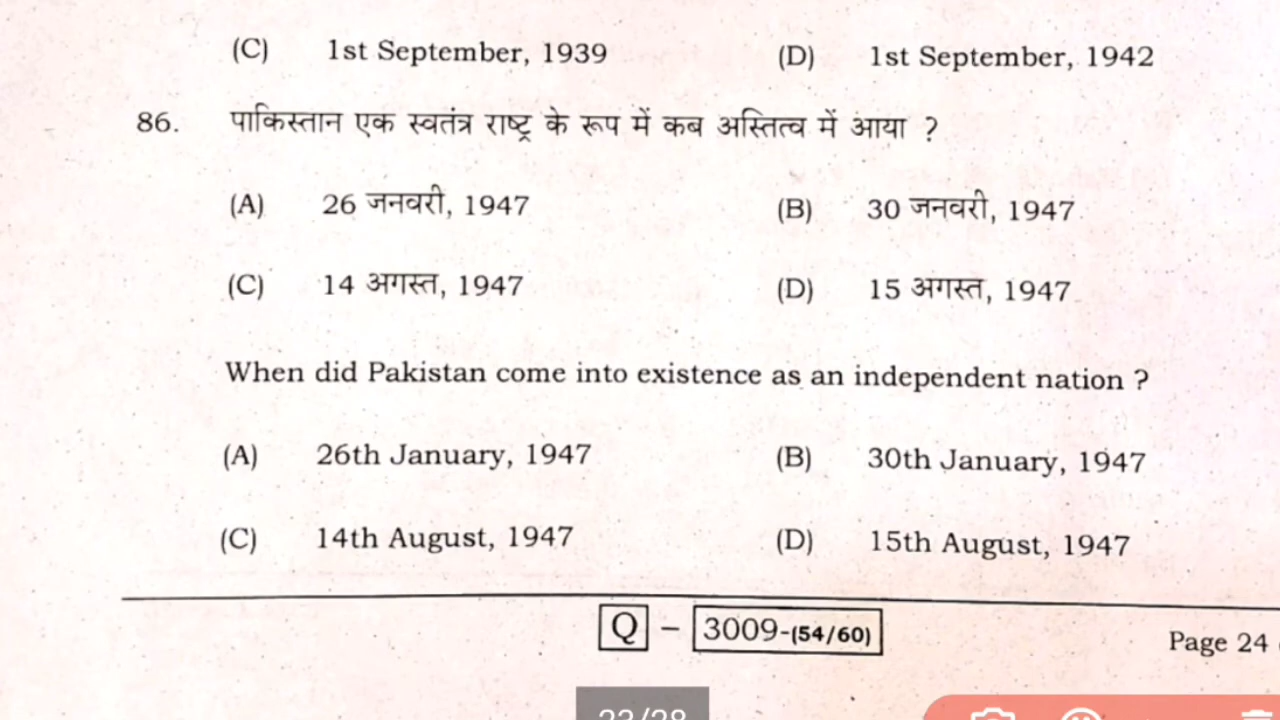 (C) 1st September, 1939 (D) 1st September, 1942
86. पाकिस्तान एक स्वतंत्र राष्ट्र के रूप में कब अस्तित्व में आया ?
(A) 26 जनवरी, 1947 (B) 30 जनवरी, 1947
(C) 14 अगस्त, 1947 (D) 15 अगस्त, 1947
When did Pakistan come into existence as an independent nation ?
(A) 26th January, 1947 (B) 30th January, 1947
(C) 14th August, 1947 (D) 15th August, 1947
Q – 3009-(54/60)
Page 24